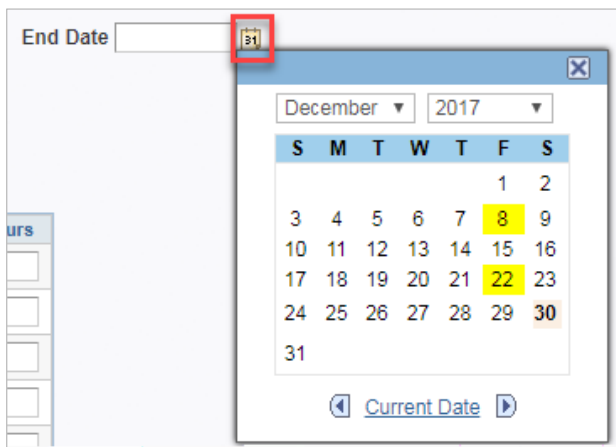 End Date 31
December 2017
S M T W T F S
1 2
3 4 5 6 7 8 9
10 11 12 13 14 15 16
17 18 19 20 21 22 23
24 25 26 27 28 29 30
31
Current Date
urs